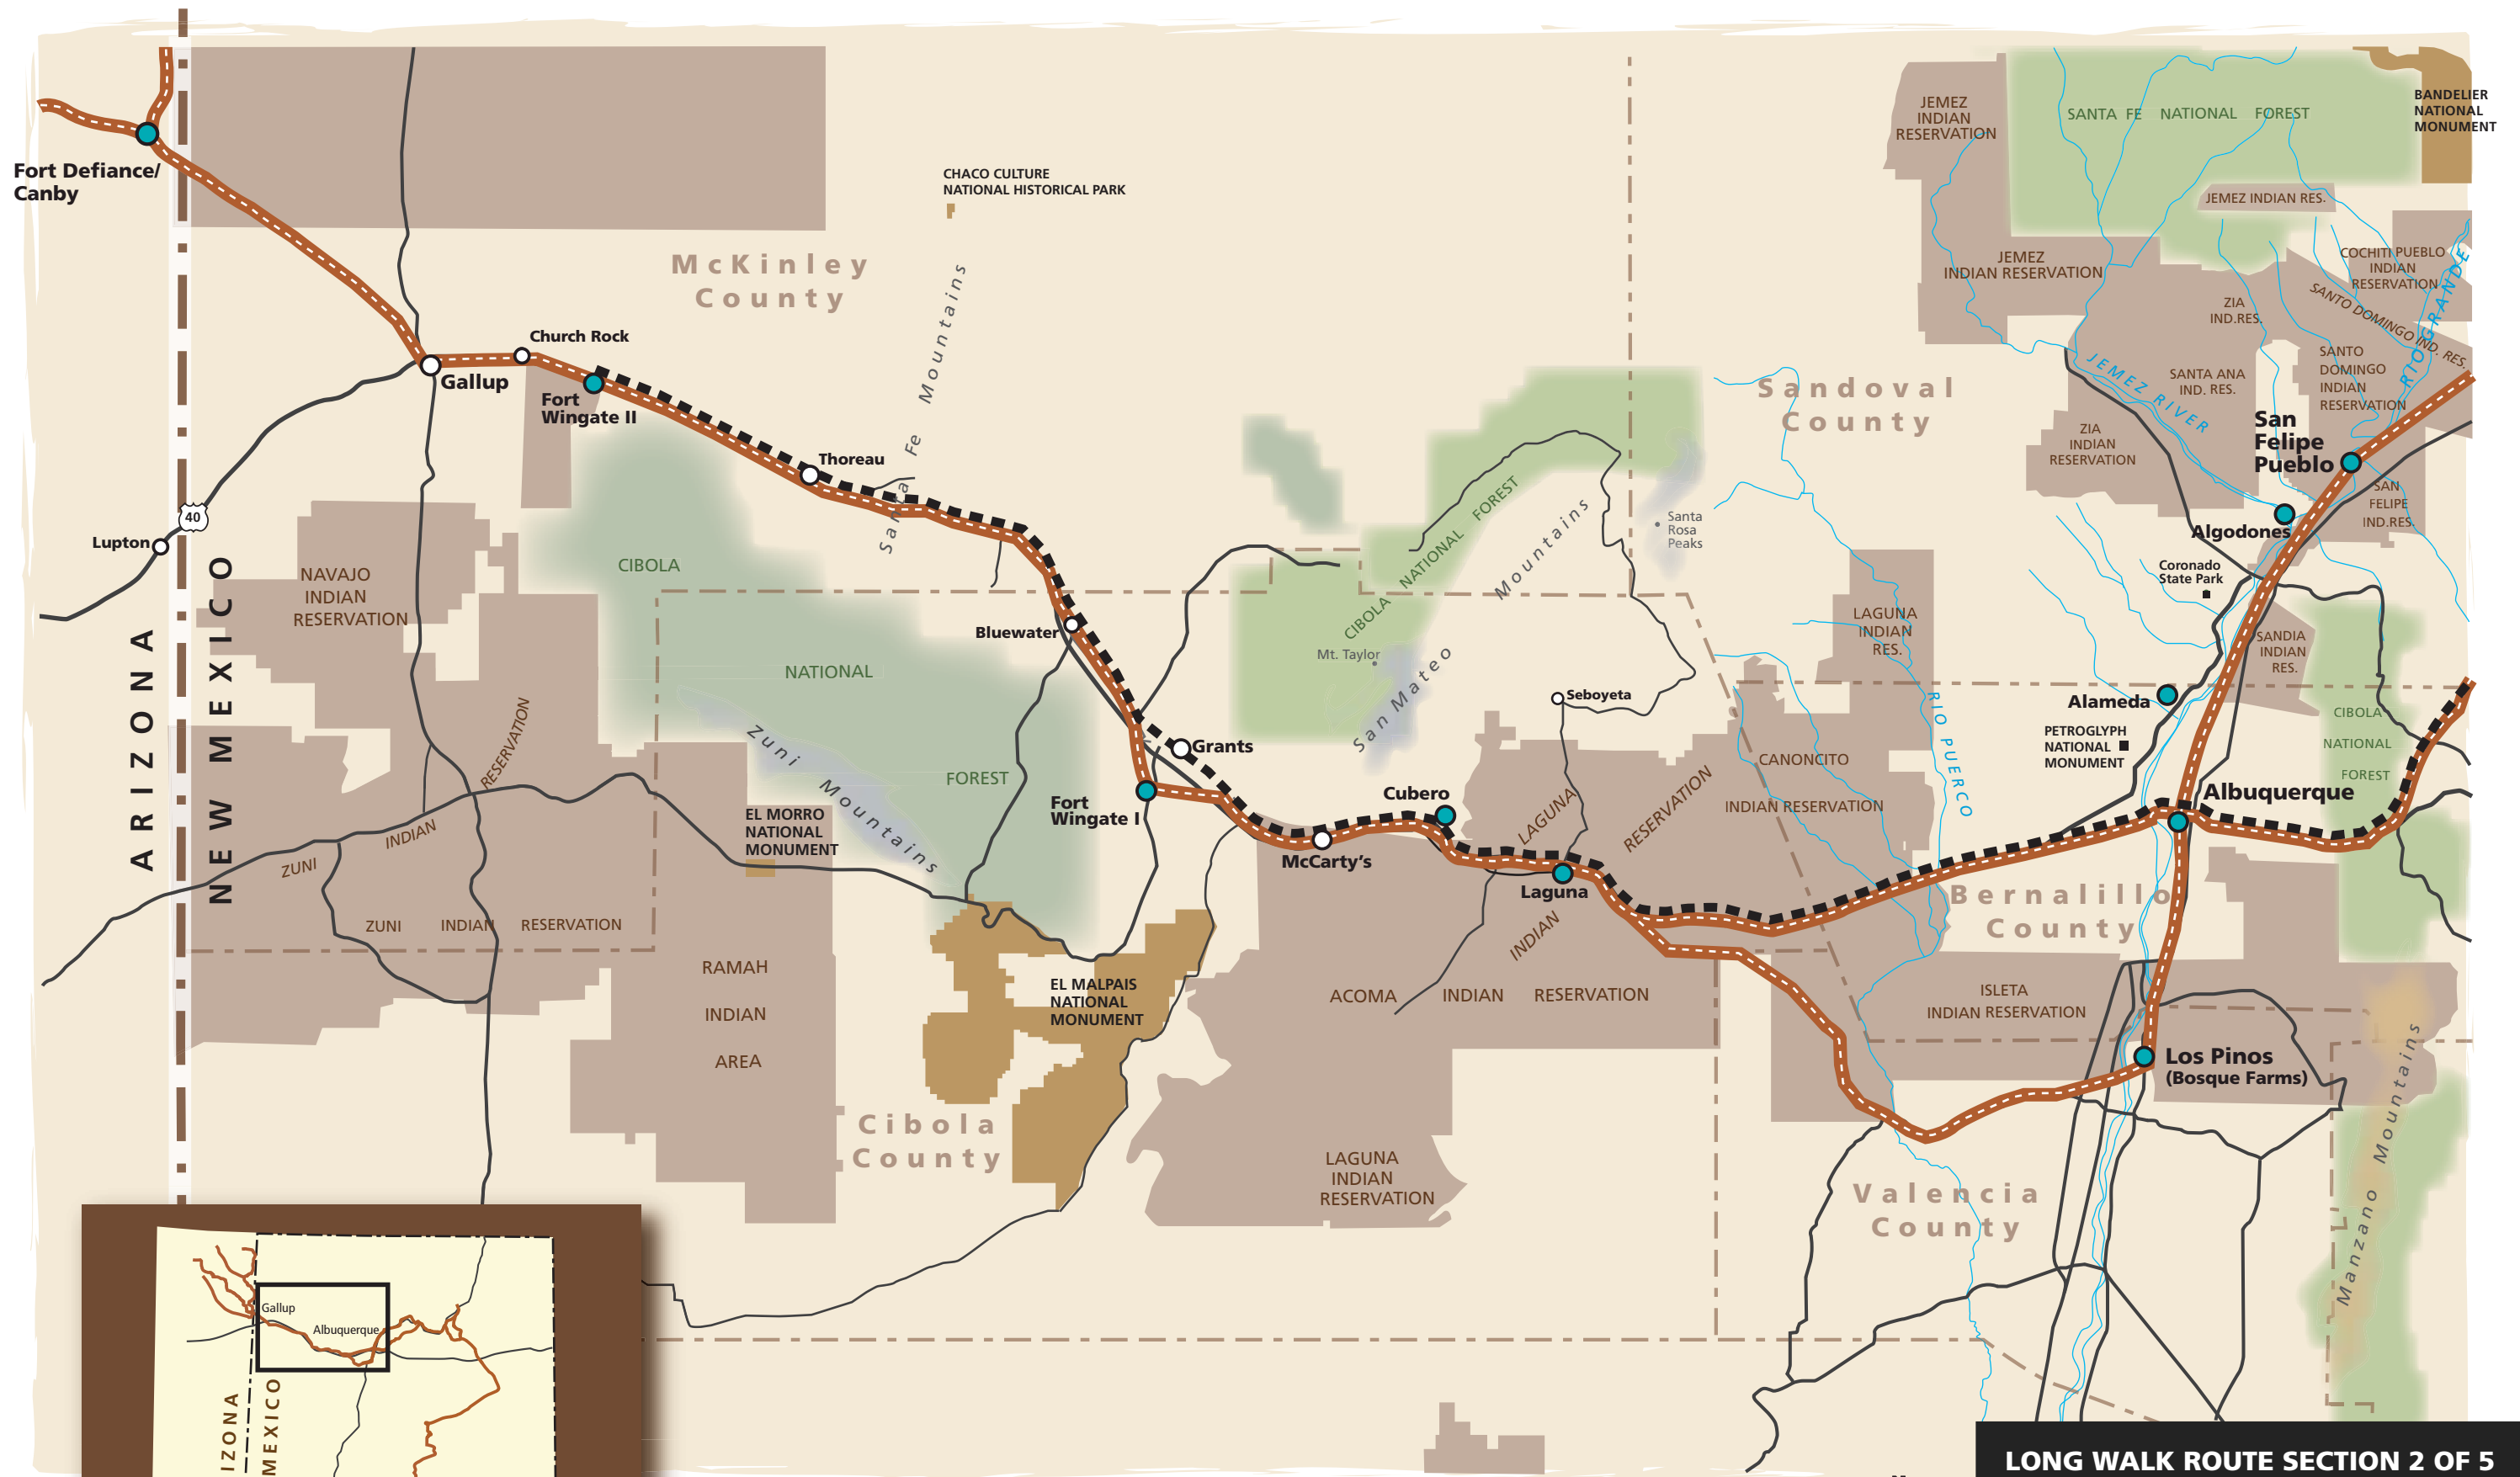 BANDELIER
NATIONAL
MONUMENT
JEMEZ
INDIAN
RESERVATION
SANTA FE NATIONAL FOREST
Fort Defiance/
Canby
CHACO CULTURE
NATIONAL HISTORICAL PARK
JEMEZ INDIAN RES.
McKinley
County
JEMEZ
INDIAN RESERVATION
COCHITI PUEBLO
INDIAN
RESERVATION
RIO GRANDE
ZIA
IND.RES.
SANTO DOMINGO IND. RES.
Church Rock
Gallup
Santa Fe Mountains
Fort
Wingate II
Sandoval
County
JEMEZ RIVER
SANTA ANA
IND. RES.
SANTO
DOMINGO
INDIAN
RESERVATION
San
Felipe
Pueblo
ZIA
INDIAN
RESERVATION
Thoreau
SAN
FELIPE
IND.RES.
40
Lupton
Santa
Rosa
Peaks
Algodones
CIBOLA NATIONAL FOREST
Coronado
State Park
NAVAJO
INDIAN
RESERVATION
CIBOLA
NATIONAL
FOREST
Bluewater
LAGUNA
INDIAN
RES.
SANDIA
INDIAN
RES.
Mt. Taylor
San Mateo Mountains
Seboyeta
Alameda
CIBOLA
NATIONAL
FOREST
PETROGLYPH
NATIONAL
MONUMENT
RIO PUERCO
ARIZONA
NEW MEXICO
Zuni Mountains
Grants
CANONCITO
INDIAN RESERVATION
Albuquerque
Fort
Wingate I
Cubero
EL MORRO
NATIONAL
MONUMENT
LAGUNA
INDIAN
RESERVATION
McCarty's
Laguna
ZUNI INDIAN RESERVATION
Bernalillo
County
ZUNI INDIAN RESERVATION
RAMAH
INDIAN
AREA
EL MALPAIS
NATIONAL
MONUMENT
ACOMA INDIAN RESERVATION
ISLETA
INDIAN RESERVATION
Los Pinos
(Bosque Farms)
Manzano Mountains
Cibola
County
LAGUNA
INDIAN
RESERVATION
Valencia
County
Gallup
Albuquerque
IZONA
MEXICO
LONG WALK ROUTE SECTION 2 OF 5